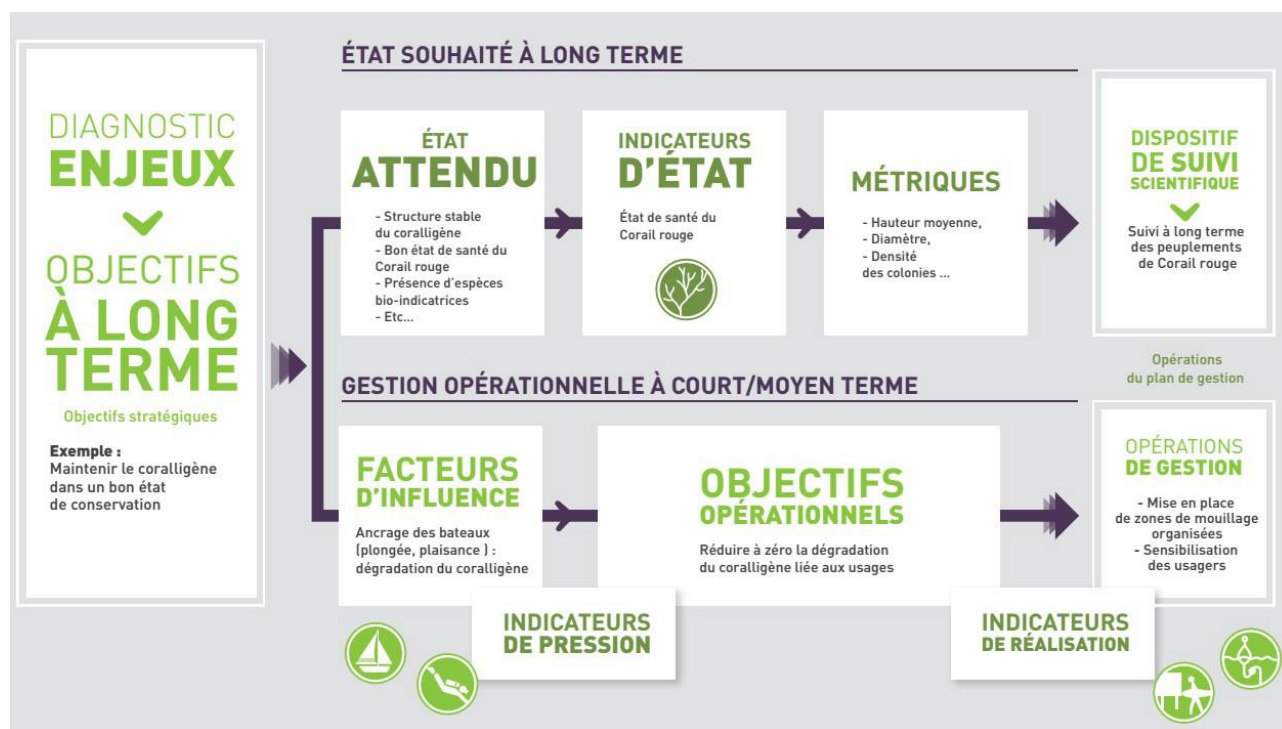 DIAGNOSTIC
ENJEUX
OBJECTIFS
À LONG
TERME
Objectifs stratégiques
Exemple :
Maintenir le coralligène
dans un bon état
de conservation
ÉTAT SOUHAITÉ À LONG TERME
ÉTAT
ATTENDU
- Structure stable
du coralligène
- Bon état de santé du
Corail rouge
- Présence d'espèces
bio-indicatrices
- Etc...
INDICATEURS
D'ÉTAT
État de santé du
Corail rouge
MÉTRIQUES
- Hauteur moyenne,
- Diamètre,
- Densité
des colonies ...
DISPOSITIF
DE SUIVI
SCIENTIFIQUE
Suivi à long terme
des peuplements
de Corail rouge
Opérations
du plan de gestion
GESTION OPÉRATIONNELLE À COURT/MOYEN TERME
FACTEURS
D'INFLUENCE
Ancrage des bateaux
(plongée, plaisance ) :
dégradation du coralligène
INDICATEURS
DE PRESSION
OBJECTIFS
OPÉRATIONNELS
Réduire à zéro la dégradation
du coralligène liée aux usages
INDICATEURS
DE RÉALISATION
OPÉRATIONS
DE GESTION
- Mise en place
de zones de mouillage
organisées
- Sensibilisation
des usagers